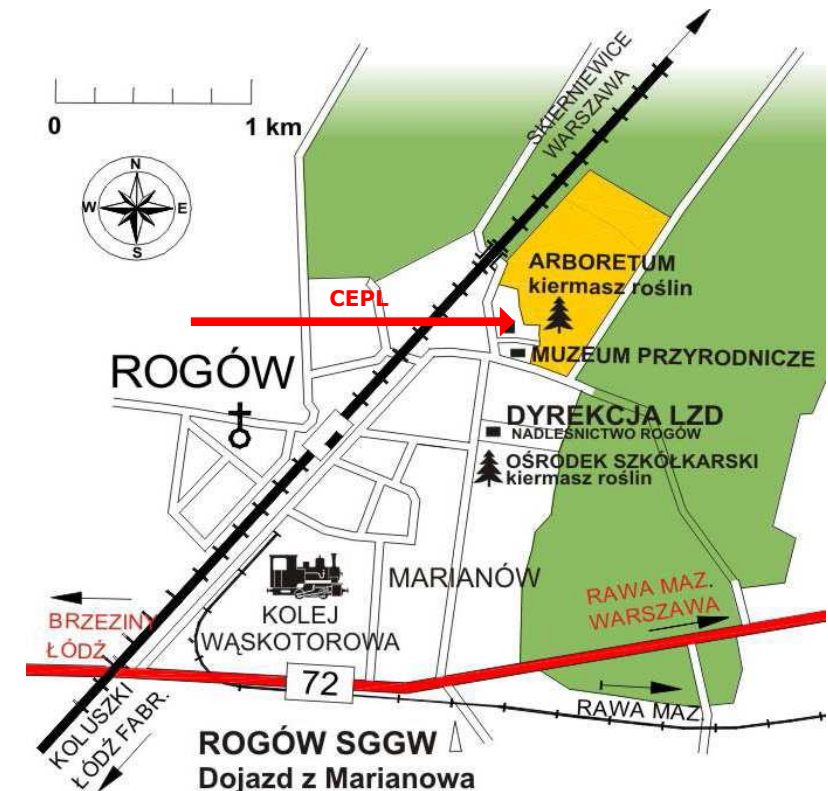 SKIERNIEWICE
WARSZAWA
0 1 km
N
W E
S
ARBORETUM
kiermasz roślin
CEPL
MUZEUM PRZYRODNICZE
ROGÓW
DYREKCJA LZD
NADLEŚNICTWO ROGÓW
OŚRODEK SZKÓŁKARSKI
kiermasz roślin
MARIANÓW
KOLEJ
WĄSKOTOROWA
RAWA MAZ.
WARSZAWA
BRZEZINY
ŁÓDŹ
72
KOLUSZKI
ŁÓDŹ FABR.
RAWA MAZ.
ROGÓW SGGW
Dojazd z Marianowa